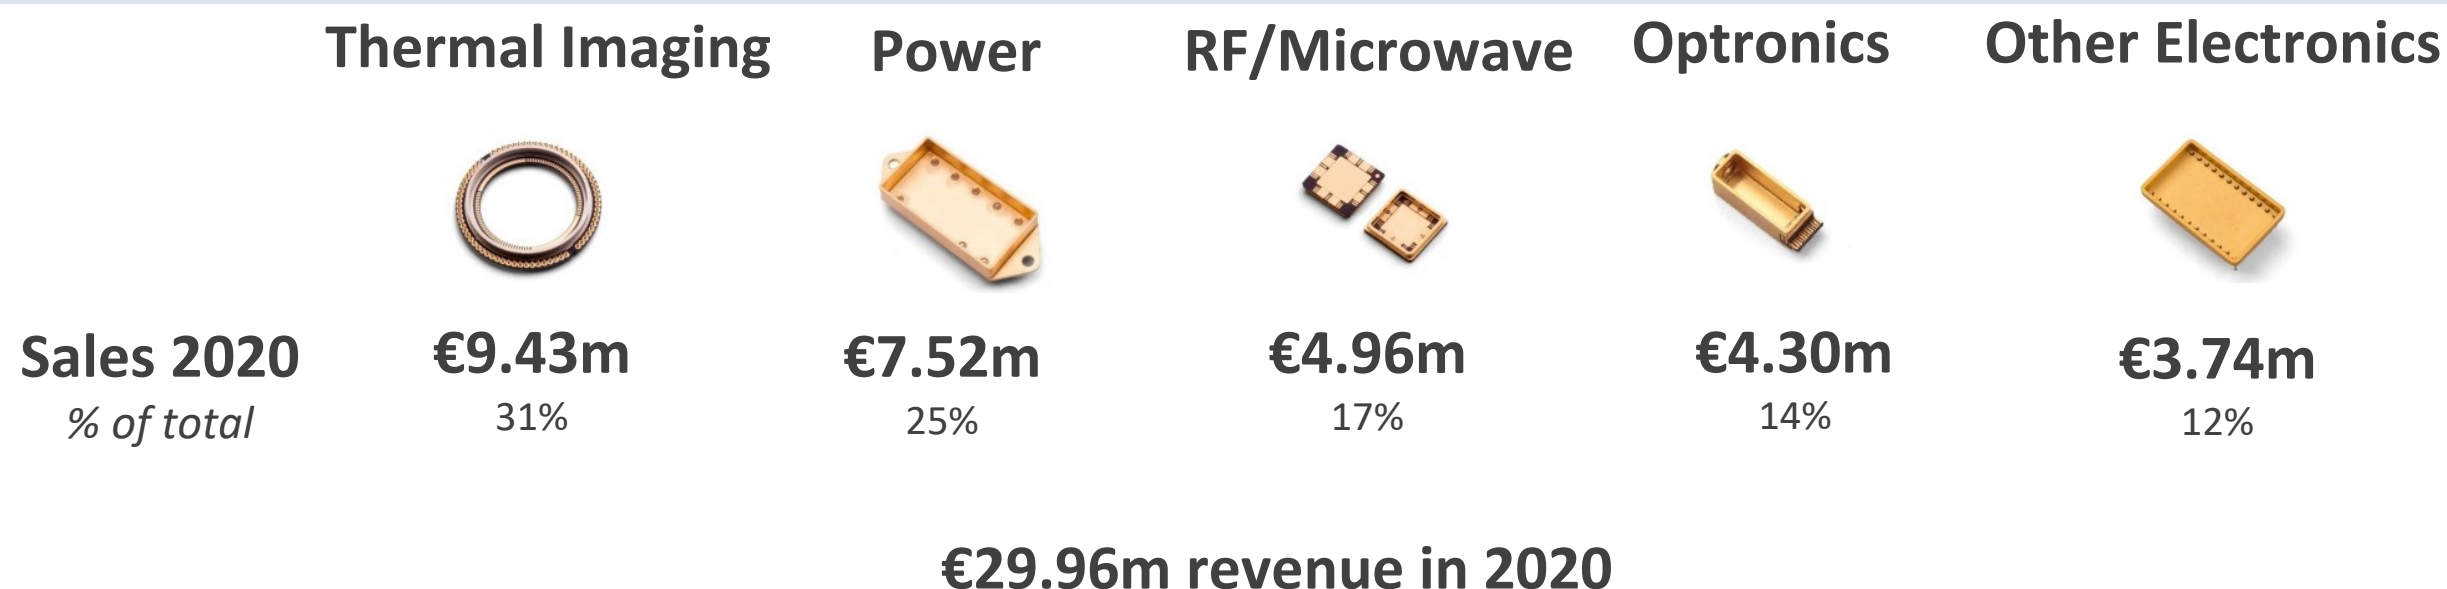 Thermal Imaging Power RF/Microwave Optronics Other Electronics
Sales 2020 €9.43m €7.52m €4.96m €4.30m €3.74m
% of total 31% 25% 17% 14% 12%
€29.96m revenue in 2020